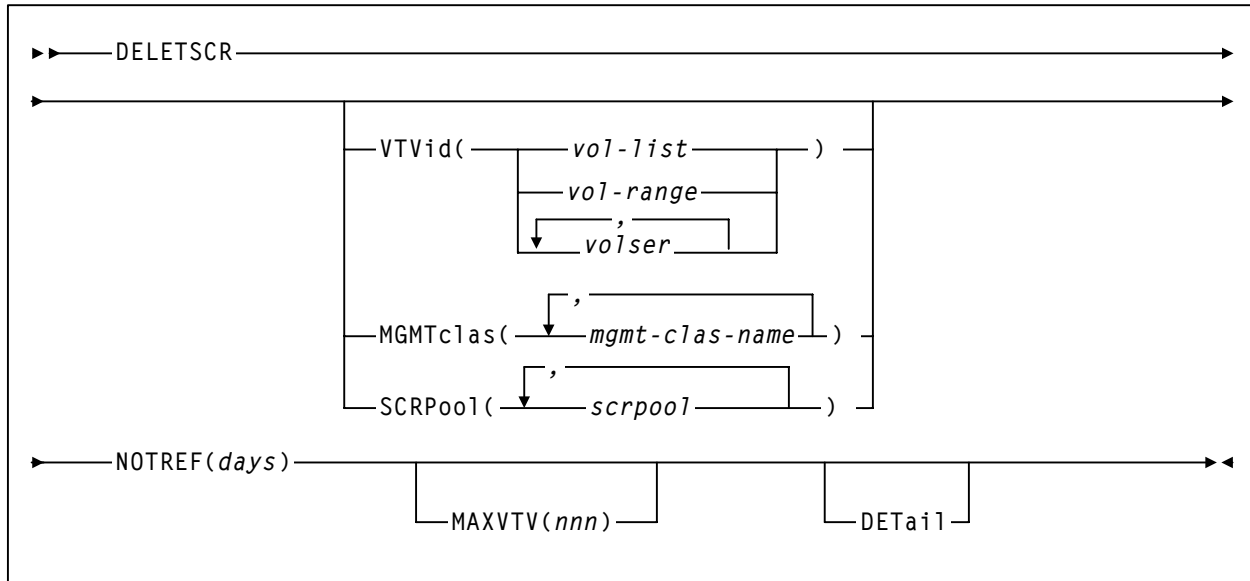 DELETSCR
VTVid( vol-list )
vol-range
,
volser
,
MGMTclas( mgmt-clas-name )
,
SCRPool( scrpool )
NOTREF(days)
MAXVTV(nnn) DETail